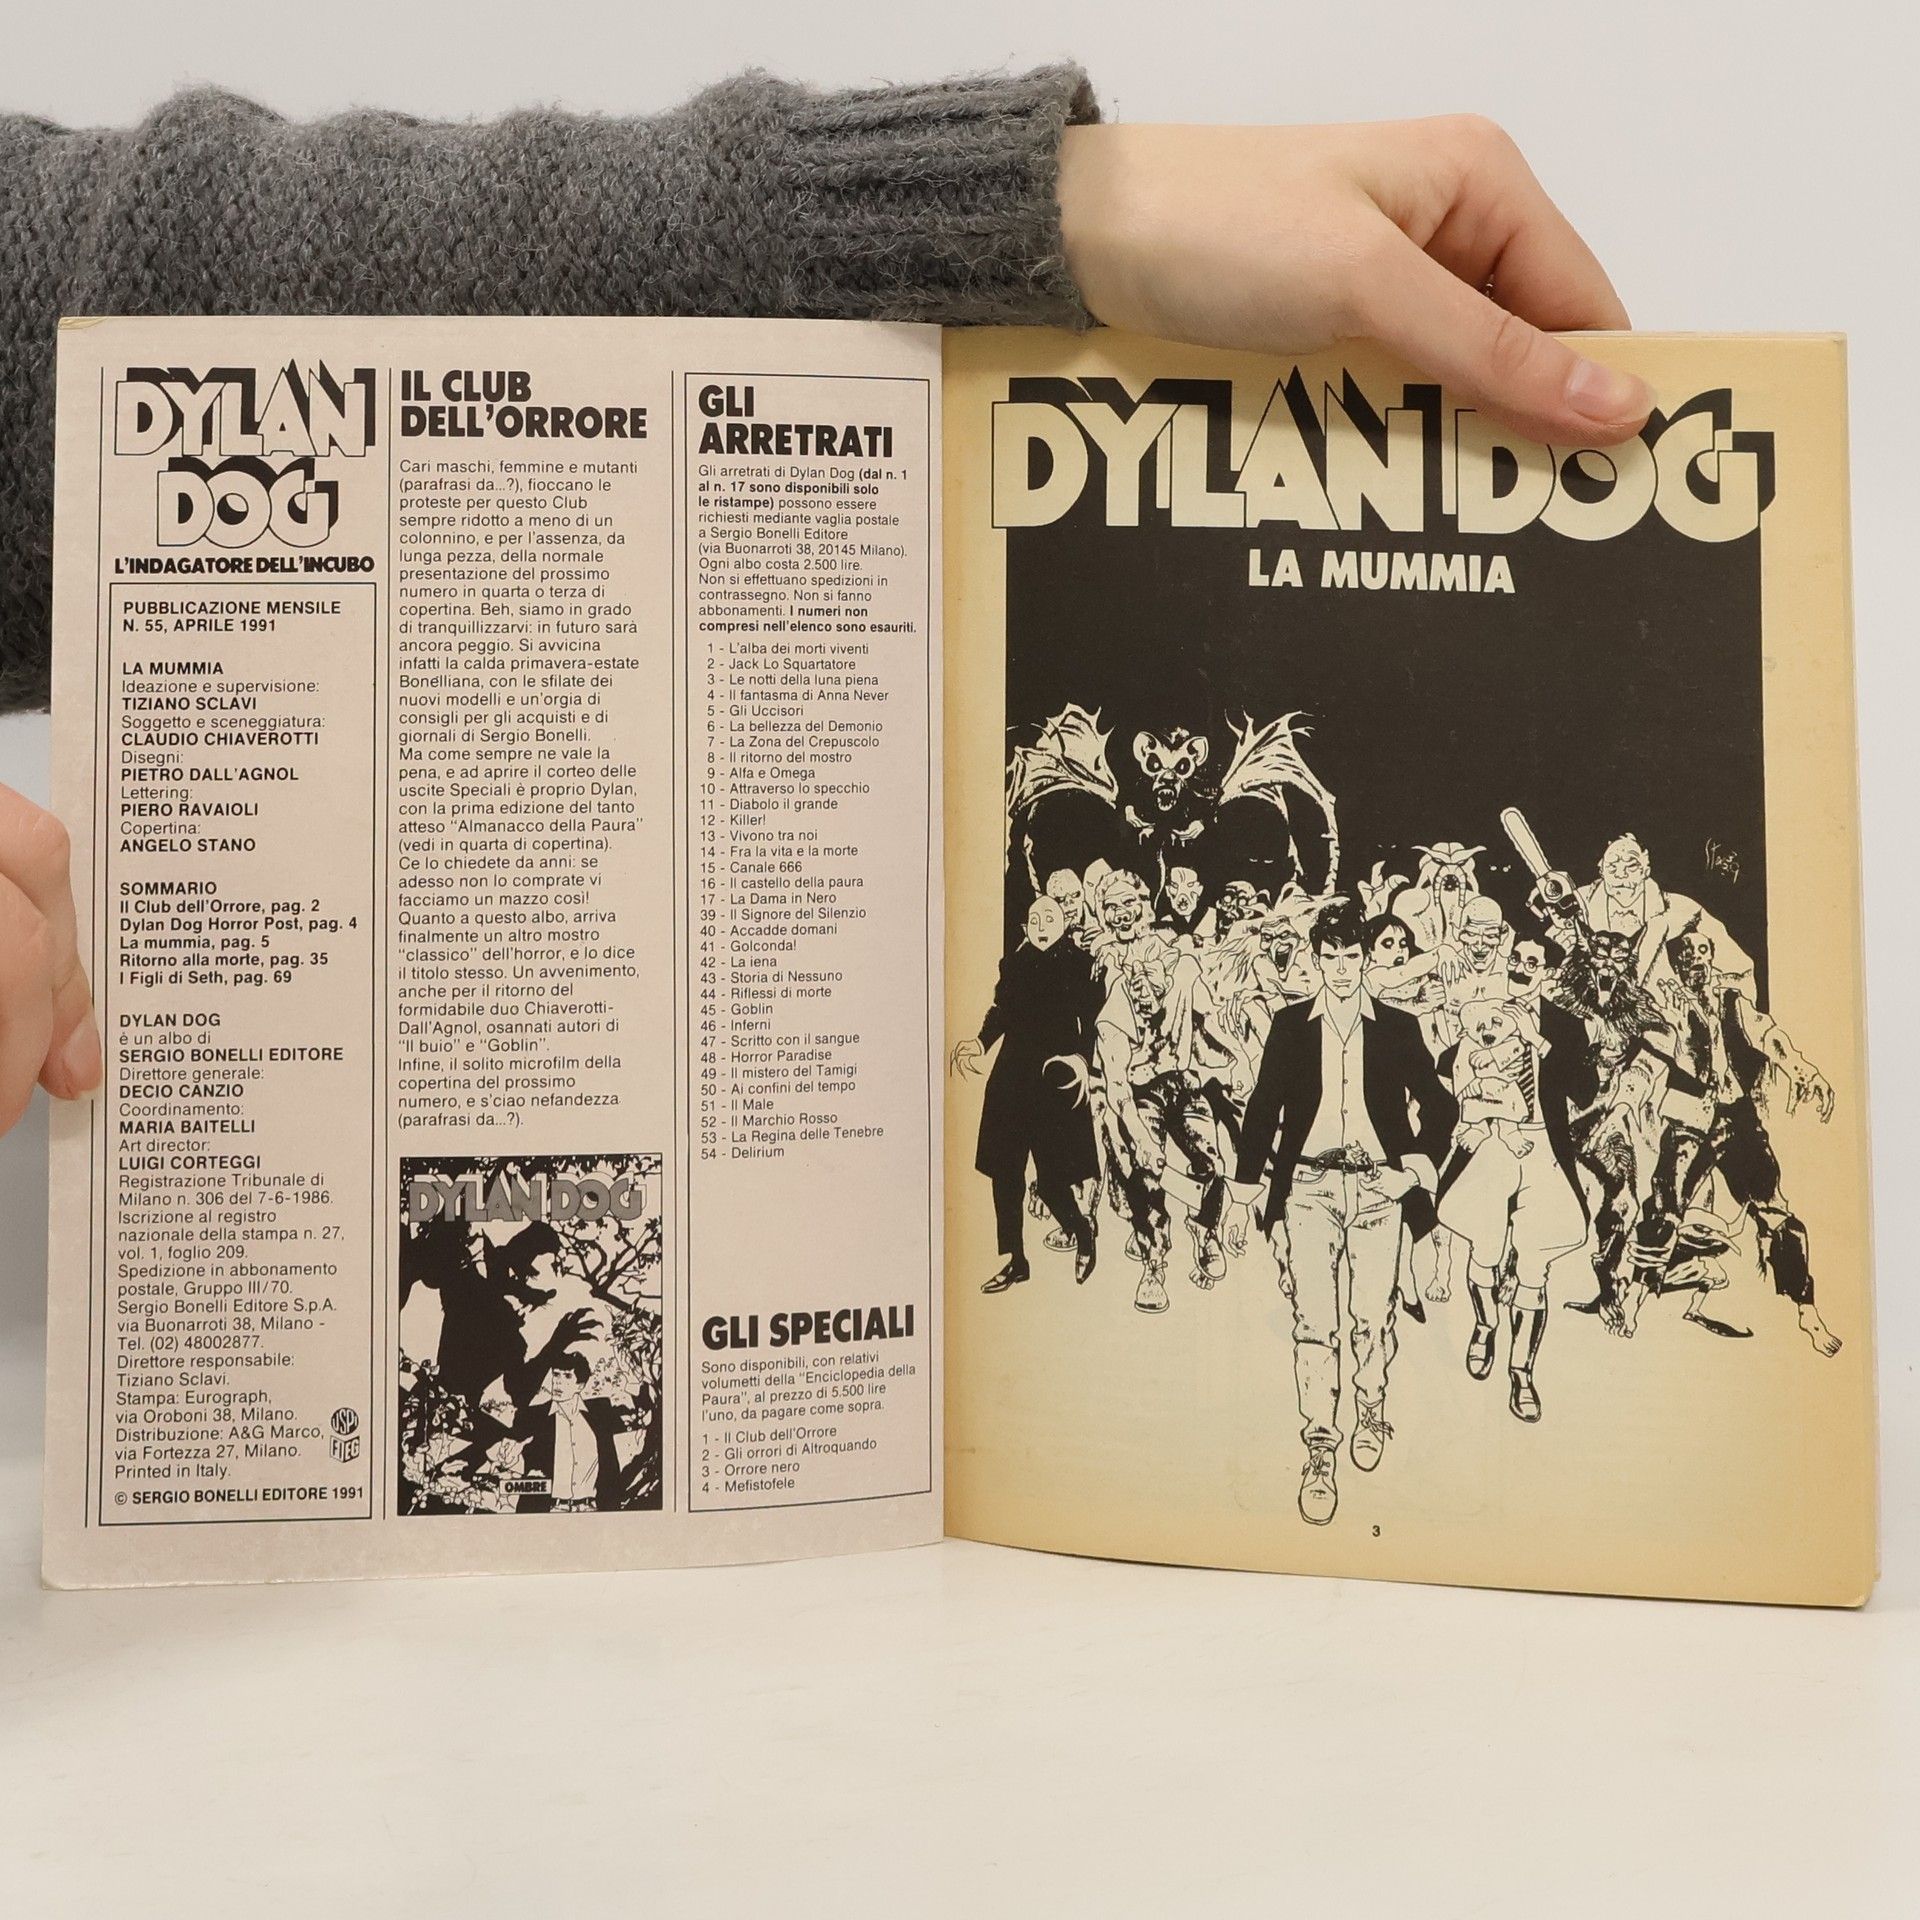 DYLAN
DOG
L'INDAGATORE DELL'INCUBO
PUBBLICAZIONE MENSILE
N. 55, APRILE 1991
LA MUMMIA
Ideazione e supervisione:
TIZIANO SCLAVI
Soggetto e sceneggiatura:
CLAUDIO CHIAVEROTTI
Disegni:
PIETRO DALL'AGNOL
Lettering:
PIERO RAVAIOLI
Copertina:
ANGELO STANO
SOMMARIO
Il Club dell'Orrore, pag. 2
Dylan Dog Horror Post, pag. 4
La mummia, pag. 5
Ritorno alla morte, pag. 35
I Figli di Seth, pag. 69
DYLAN DOG
è un albo di
SERGIO BONELLI EDITORE
Direttore generale:
DECIO CANZIO
Coordinamento:
MARIA BAITELLI
Art director:
LUIGI CORTEGGI
Registrazione Tribunale di
Milano n. 306 del 7-6-1986.
Iscrizione al registro
nazionale della stampa n. 27,
vol. 1, foglio 209.
Spedizione in abbonamento
postale, Gruppo III/70.
Sergio Bonelli Editore S.p.A.
via Buonarroti 38, Milano -
Tel. (02) 48002877.
Direttore responsabile:
Tiziano Sclavi.
Stampa: Eurograph,
via Oroboni 38, Milano.
Distribuzione: A&G Marco,
via Fortezza 27, Milano.
Printed in Italy.
USPI
FIEG
© SERGIO BONELLI EDITORE 1991
IL CLUB
DELL'ORRORE
Cari maschi, femmine e mutanti
(parafrasi da...?), fioccano le
proteste per questo Club
sempre ridotto a meno di un
colonnino, e per l'assenza, da
lunga pezza, della normale
presentazione del prossimo
numero in quarta o terza di
copertina. Beh, siamo in grado
di tranquillizzarvi: in futuro sarà
ancora peggio. Si avvicina
infatti la calda primavera-estate
Bonelliana, con le sfilate dei
nuovi modelli e un'orgia di
consigli per gli acquisti e di
giornali di Sergio Bonelli.
Ma come sempre ne vale la
pena, e ad aprire il corteo delle
uscite Speciali è proprio Dylan,
con la prima edizione del tanto
atteso "Almanacco della Paura"
(vedi in quarta di copertina).
Ce lo chiedete da anni: se
adesso non lo comprate vi
facciamo un mazzo così!
Quanto a questo albo, arriva
finalmente un altro mostro
"classico" dell'horror, e lo dice
il titolo stesso. Un avvenimento,
anche per il ritorno del
formidabile duo Chiaverotti-
Dall'Agnol, osannati autori di
"Il buio" e "Goblin".
Infine, il solito microfilm della
copertina del prossimo
numero, e s'ciao nefandezza
(parafrasi da...?).
DYLAN DOG
OMBRE
GLI
ARRETRATI
Gli arretrati di Dylan Dog (dal n. 1
al n. 17 sono disponibili solo
le ristampe) possono essere
richiesti mediante vaglia postale
a Sergio Bonelli Editore
(via Buonarroti 38, 20145 Milano).
Ogni albo costa 2.500 lire.
Non si effettuano spedizioni in
contrassegno. Non si fanno
abbonamenti. I numeri non
compresi nell'elenco sono esauriti.
1 - L'alba dei morti viventi
2 - Jack Lo Squartatore
3 - Le notti della luna piena
4 - Il fantasma di Anna Never
5 - Gli Uccisori
6 - La bellezza del Demonio
7 - La Zona del Crepuscolo
8 - Il ritorno del mostro
9 - Alfa e Omega
10 - Attraverso lo specchio
11 - Diabolo il grande
12 - Killer!
13 - Vivono tra noi
14 - Fra la vita e la morte
15 - Canale 666
16 - Il castello della paura
17 - La Dama in Nero
39 - Il Signore del Silenzio
40 - Accadde domani
41 - Golconda!
42 - La iena
43 - Storia di Nessuno
44 - Riflessi di morte
45 - Goblin
46 - Inferni
47 - Scritto con il sangue
48 - Horror Paradise
49 - Il mistero del Tamigi
50 - Ai confini del tempo
51 - Il Male
52 - Il Marchio Rosso
53 - La Regina delle Tenebre
54 - Delirium
GLI SPECIALI
Sono disponibili, con relativi
volumetti della "Enciclopedia della
Paura", al prezzo di 5.500 lire
l'uno, da pagare come sopra.
1 - Il Club dell'Orrore
2 - Gli orrori di Altroquando
3 - Orrore nero
4 - Mefistofele
DYLAN DOG
LA MUMMIA
3